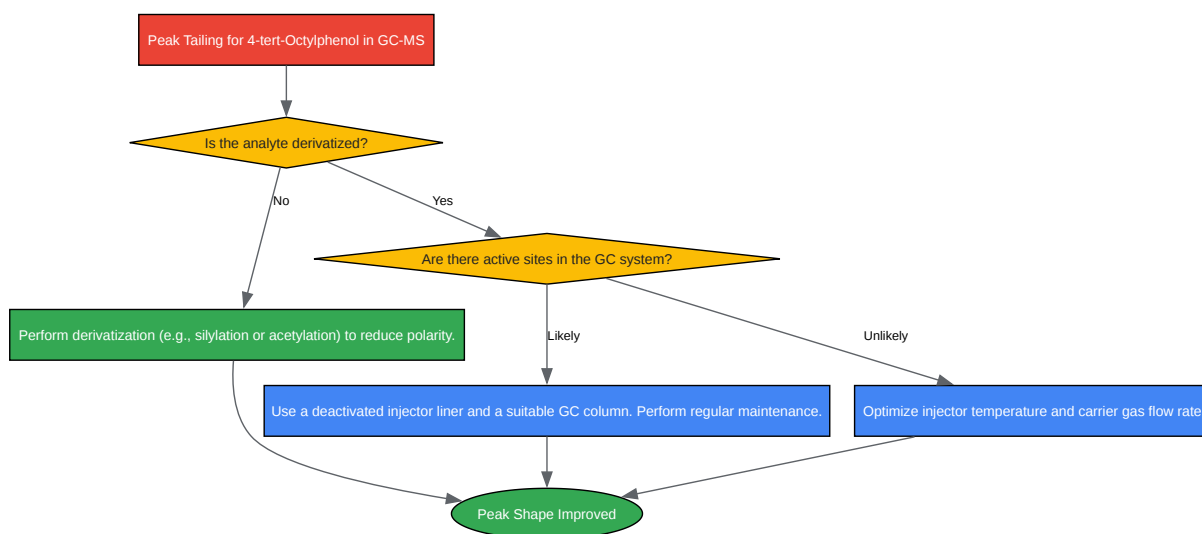 Peak Tailing for 4-tert-Octylphenol in GC-MS
Is the analyte derivatized?
No
Yes
Are there active sites in the GC system?
Perform derivatization (e.g., silylation or acetylation) to reduce polarity.
Likely
Unlikely
Use a deactivated injector liner and a suitable GC column. Perform regular maintenance.
Optimize injector temperature and carrier gas flow rate
Peak Shape Improved